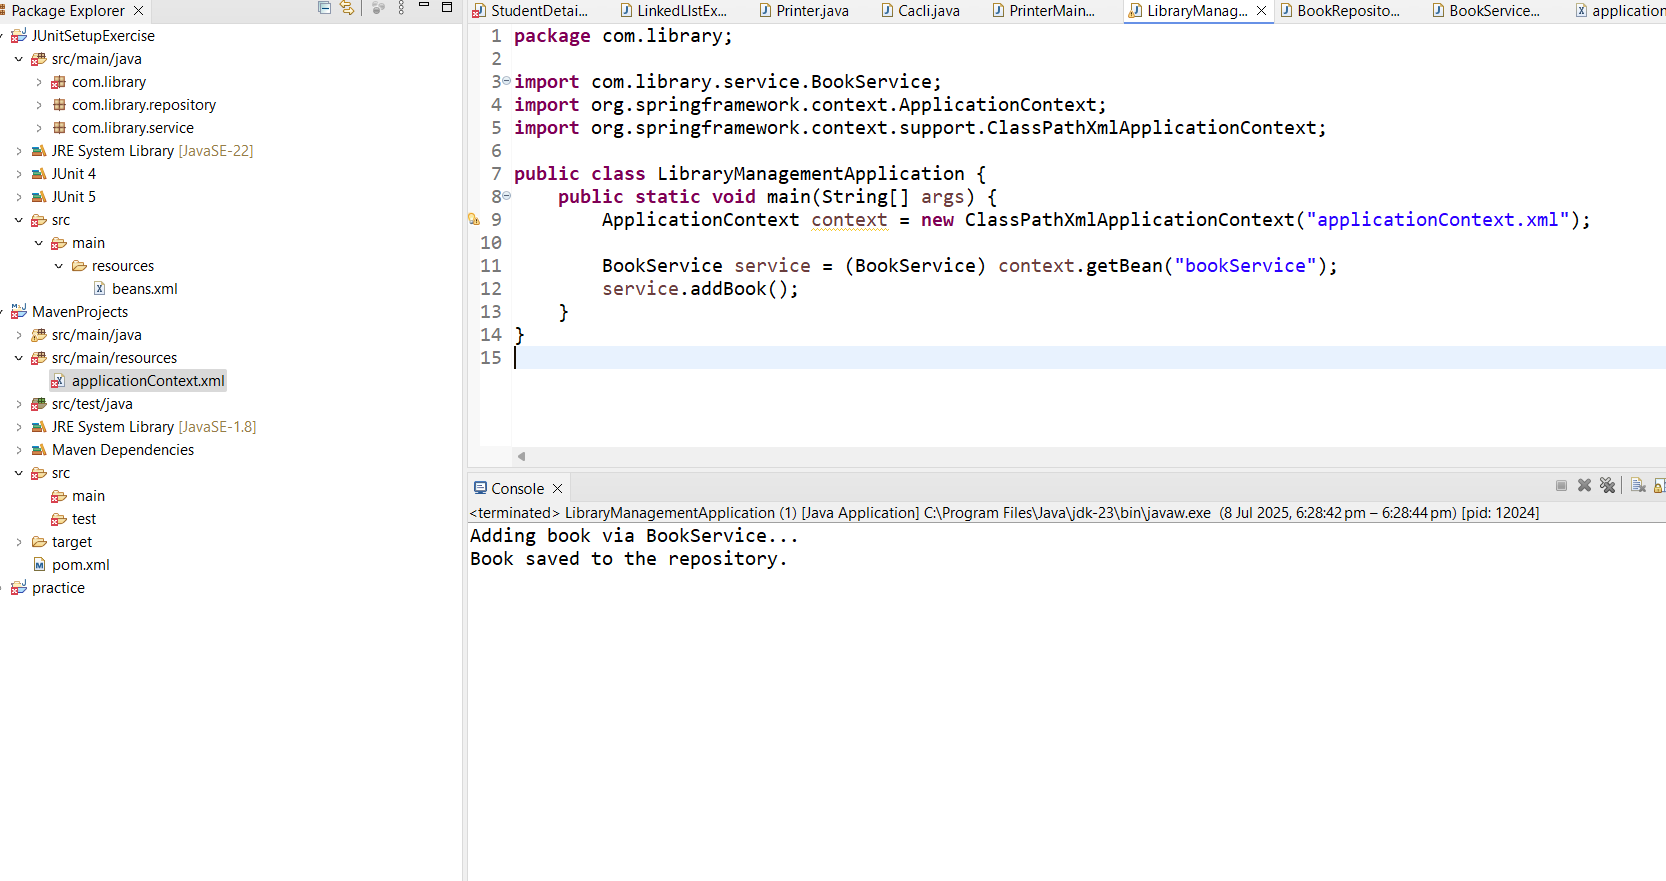 Package Explorer
JUnitSetupExercise
src/main/java
com.library
com.library.repository
com.library.service
JRE System Library [JavaSE-22]
JUnit 4
JUnit 5
src
main
resources
beans.xml
MavenProjects
src/main/java
src/main/resources
applicationContext.xml
src/test/java
JRE System Library [JavaSE-1.8]
Maven Dependencies
src
main
test
target
pom.xml
practice
StudentDetai... LinkedLIstEx... Printer.java Cacli.java PrinterMain... LibraryManag... BookReposito... BookService... application
1 package com.library;
2
3 import com.library.service.BookService;
4 import org.springframework.context.ApplicationContext;
5 import org.springframework.context.support.ClassPathXmlApplicationContext;
6
7 public class LibraryManagementApplication {
8 public static void main(String[] args) {
9 ApplicationContext context = new ClassPathXmlApplicationContext("applicationContext.xml");
10
11 BookService service = (BookService) context.getBean("bookService");
12 service.addBook();
13 }
14 }
15
Console
<terminated> LibraryManagementApplication (1) [Java Application] C:\Program Files\Java\jdk-23\bin\javaw.exe (8 Jul 2025, 6:28:42 pm – 6:28:44 pm) [pid: 12024]
Adding book via BookService...
Book saved to the repository.